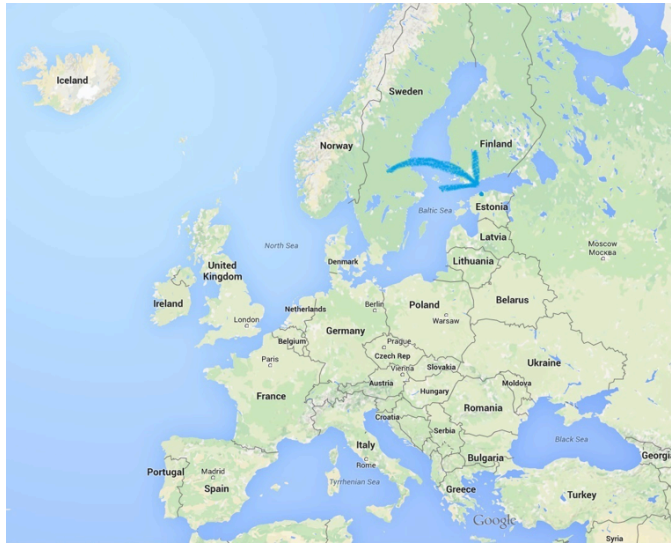 Iceland
Sweden
Norway
Finland
Baltic Sea
Estonia
North Sea
Latvia
Moscow
Москва
Denmark
Lithuania
United
Kingdom
Ireland
London
Netherlands
Berlin
Poland
Warsaw
Belarus
Germany
Belgium
Prague
Czech Rep
Paris
Vienna
Slovakia
Ukraine
Austria
Hungary
Moldova
France
Romania
Croatia
Serbia
Italy
Black Sea
Bulgaria
Georgi
Rome
Portugal
Madrid
Spain
Tyrrhenian Sea
Greece
Turkey
Google
Syria